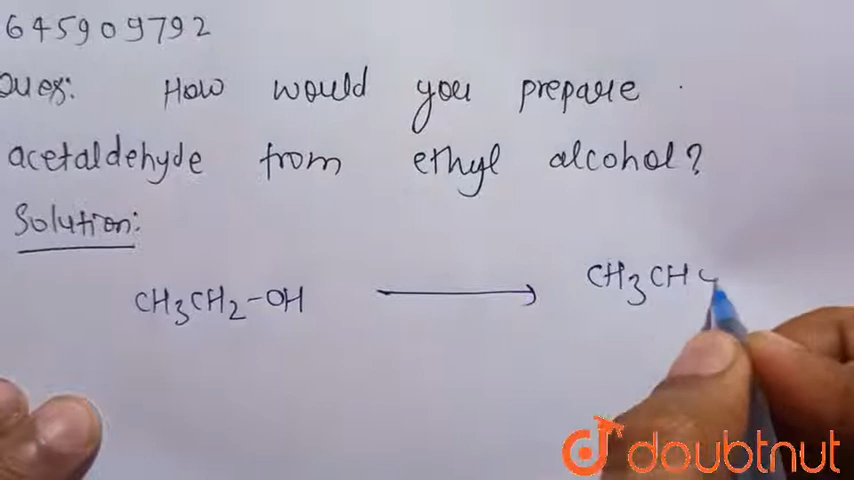 645909792
Ques: How would you prepare
acetaldehyde from ethyl alcohol?
Solution:
CH3CH2-OH → CH3CH
doubtnut